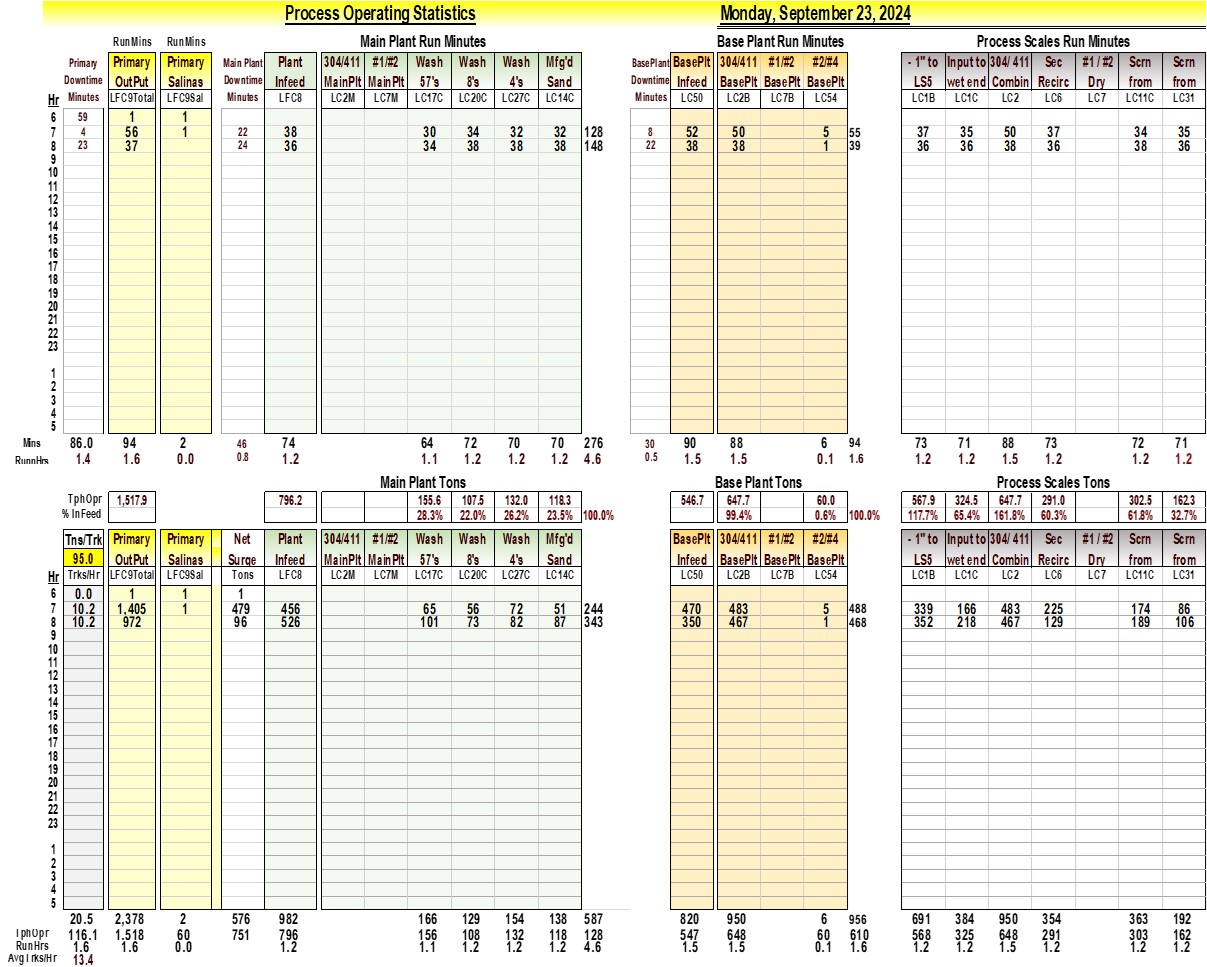 Process Operating Statistics Monday, September 23, 2024
RunMins RunMins Main Plant Run Minutes Base Plant Run Minutes Process Scales Run Minutes
Primary Primary Primary Main Plant Plant 304/411 #1/#2 Wash Wash Wash Mfg'd BasePlant BasePlt 304/411 #1/#2 #2/#4 - 1" to Input to 304/ 411 Sec #1 / #2 Scrn Scrn
Downtime OutPut Salinas Downtime Infeed MainPlt MainPlt 57's 8's 4's Sand Downtime Infeed BasePlt BasePlt BasePlt LS5 wet end Combin Recirc Dry from from
Hr Minutes LFC9Total LFC9Sal Minutes LFC8 LC2M LC7M LC17C LC20C LC27C LC14C Minutes LC50 LC2B LC7B LC54 LC1B LC1C LC2 LC6 LC7 LC11C LC31
6 59 1 1
7 4 56 1 22 38 30 34 32 32 128 8 52 50 5 55 37 35 50 37 34 35
8 23 37 24 36 34 38 38 38 148 22 38 38 1 39 36 36 38 36 38 36
9
10
11
12
13
14
15
16
17
18
19
20
21
22
23
1
2
3
4
5
Mins 86.0 94 2 46 74 64 72 70 70 276 30 90 88 6 94 73 71 88 73 72 71
RunnHrs 1.4 1.6 0.0 0.8 1.2 1.1 1.2 1.2 1.2 4.6 0.5 1.5 1.5 0.1 1.6 1.2 1.2 1.5 1.2 1.2 1.2
Main Plant Tons Base Plant Tons Process Scales Tons
TphOpr 1,517.9 796.2 155.6 107.5 132.0 118.3 546.7 647.7 60.0 567.9 324.5 647.7 291.0 302.5 162.3
% InFeed 28.3% 22.0% 26.2% 23.5% 100.0% 99.4% 0.6% 100.0% 117.7% 65.4% 161.8% 60.3% 61.8% 32.7%
Tns/Trk Primary Primary Net Plant 304/411 #1/#2 Wash Wash Wash Mfg'd BasePlt 304/411 #1/#2 #2/#4 - 1" to Input to 304/ 411 Sec #1 / #2 Scrn Scrn
95.0 OutPut Salinas Surge Infeed MainPlt MainPlt 57's 8's 4's Sand Infeed BasePlt BasePlt BasePlt LS5 wet end Combin Recirc Dry from from
Hr Trks/Hr LFC9Total LFC9Sal Tons LFC8 LC2M LC7M LC17C LC20C LC27C LC14C LC50 LC2B LC7B LC54 LC1B LC1C LC2 LC6 LC7 LC11C LC31
6 0.0 1 1 1
7 10.2 1,405 1 479 456 65 56 72 51 244 470 483 5 488 339 166 483 225 174 86
8 10.2 972 96 526 101 73 82 87 343 350 467 1 468 352 218 467 129 189 106
9
10
11
12
13
14
15
16
17
18
19
20
21
22
23
1
2
3
4
5
20.5 2,378 2 576 982 166 129 154 138 587 820 950 6 956 691 384 950 354 363 192
TphOpr 116.1 1,518 60 751 796 156 108 132 118 128 547 648 60 610 568 325 648 291 303 162
RunHrs 1.6 1.6 0.0 1.2 1.1 1.2 1.2 1.2 4.6 1.5 1.5 0.1 1.6 1.2 1.2 1.5 1.2 1.2 1.2
Avg Trks/Hr 13.4